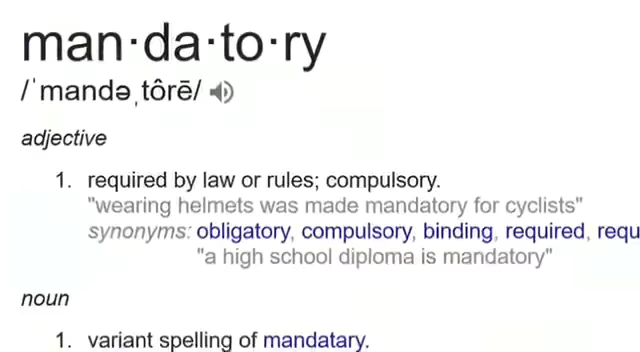 man·da·to·ry
/ˈmandəˌtôrē/
adjective
1. required by law or rules; compulsory.
"wearing helmets was made mandatory for cyclists"
synonyms: obligatory, compulsory, binding, required, requ
"a high school diploma is mandatory"
noun
1. variant spelling of mandatary.